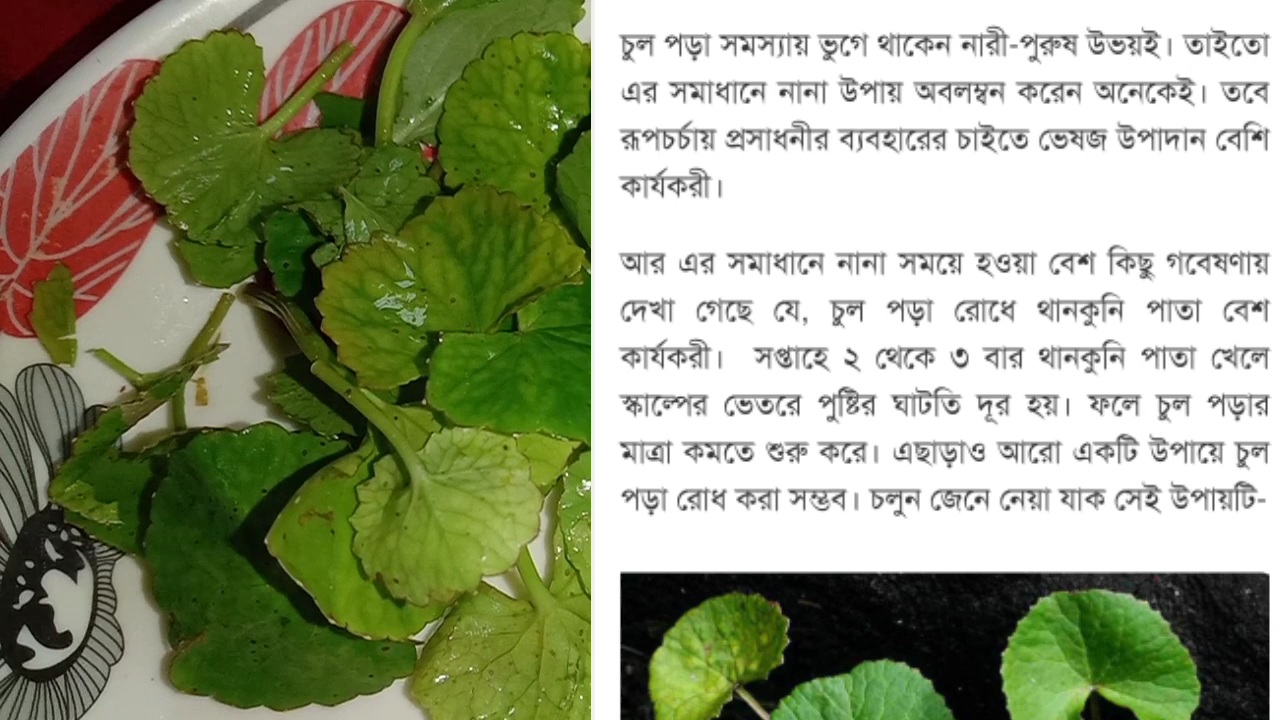 চুল পড়া সমস্যায় ভুগে থাকেন নারী-পুরুষ উভয়ই। তাইতো
এর সমাধানে নানা উপায় অবলম্বন করেন অনেকেই। তবে
রূপচর্চায় প্রসাধনীর ব্যবহারের চাইতে ভেষজ উপাদান বেশি
কার্যকরী।
আর এর সমাধানে নানা সময়ে হওয়া বেশ কিছু গবেষণায়
দেখা গেছে যে, চুল পড়া রোধে থানকুনি পাতা বেশ
কার্যকরী। সপ্তাহে ২ থেকে ৩ বার থানকুনি পাতা খেলে
স্কাল্পের ভেতরে পুষ্টির ঘাটতি দূর হয়। ফলে চুল পড়ার
মাত্রা কমতে শুরু করে। এছাড়াও আরো একটি উপায়ে চুল
পড়া রোধ করা সম্ভব। চলুন জেনে নেয়া যাক সেই উপায়টি-